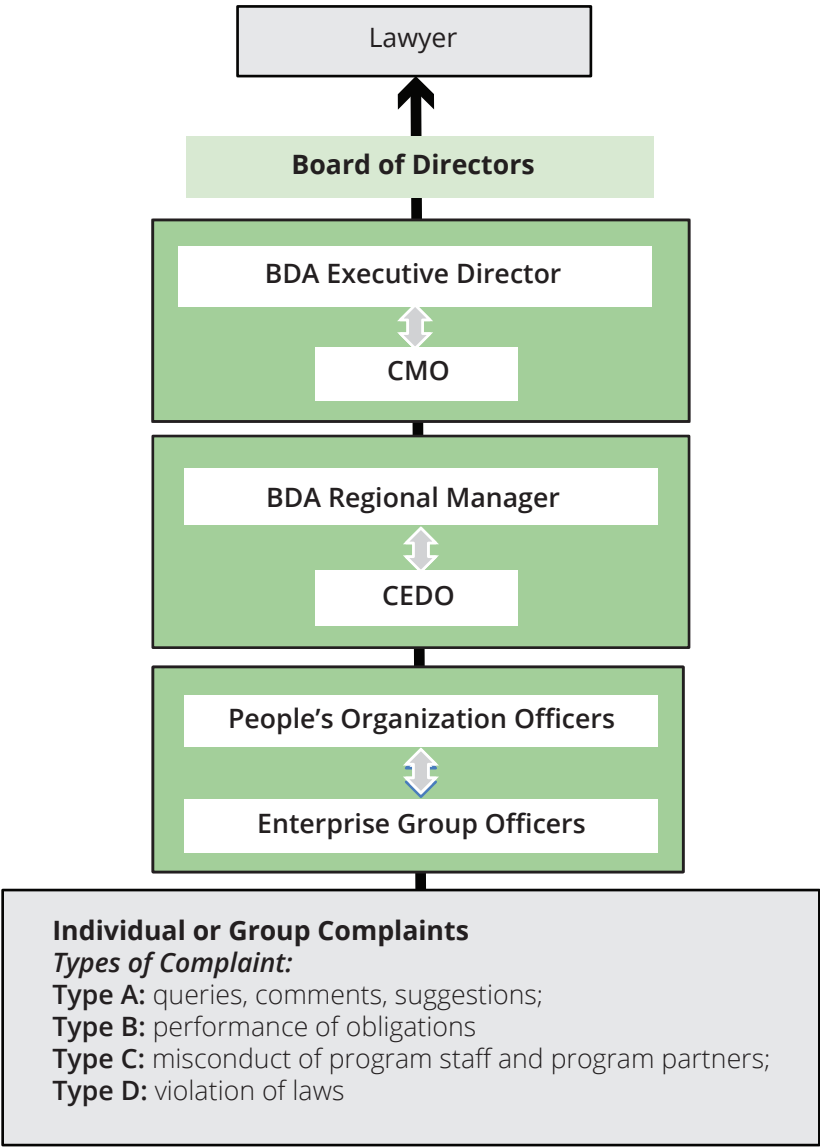 Lawyer
Board of Directors
BDA Executive Director
CMO
BDA Regional Manager
CEDO
People’s Organization Officers
Enterprise Group Officers
Individual or Group Complaints
Types of Complaint:
Type A: queries, comments, suggestions;
Type B: performance of obligations
Type C: misconduct of program staff and program partners;
Type D: violation of laws